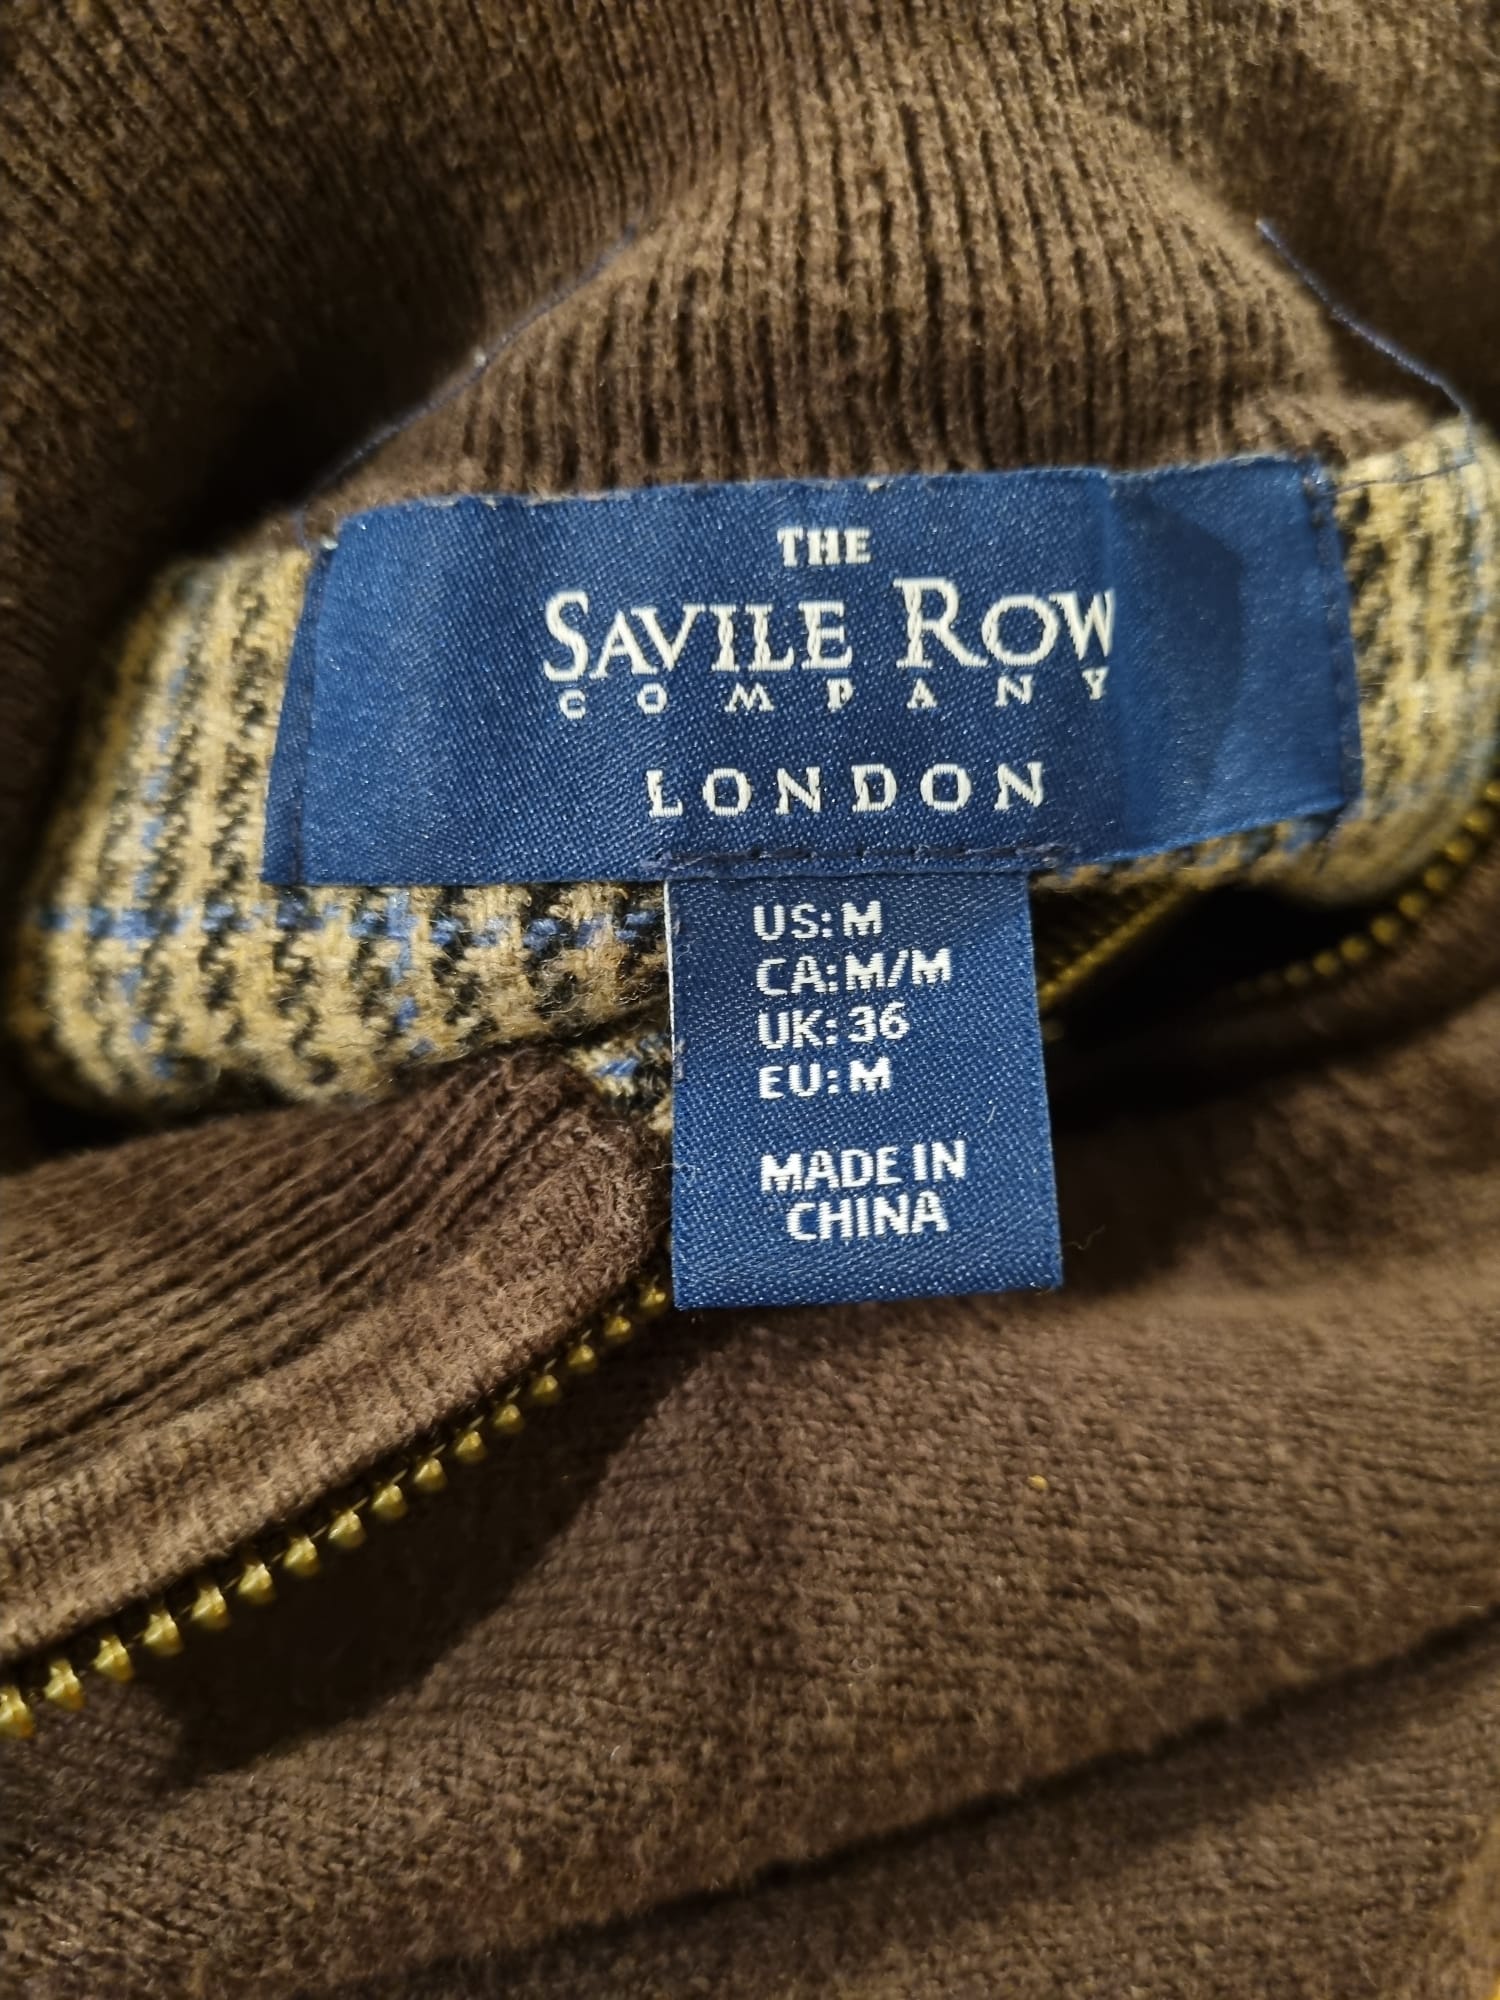 THE
SAVILE ROW
COMPANY
LONDON
US: M
CA: M/M
UK: 36
EU: M
MADE IN
CHINA